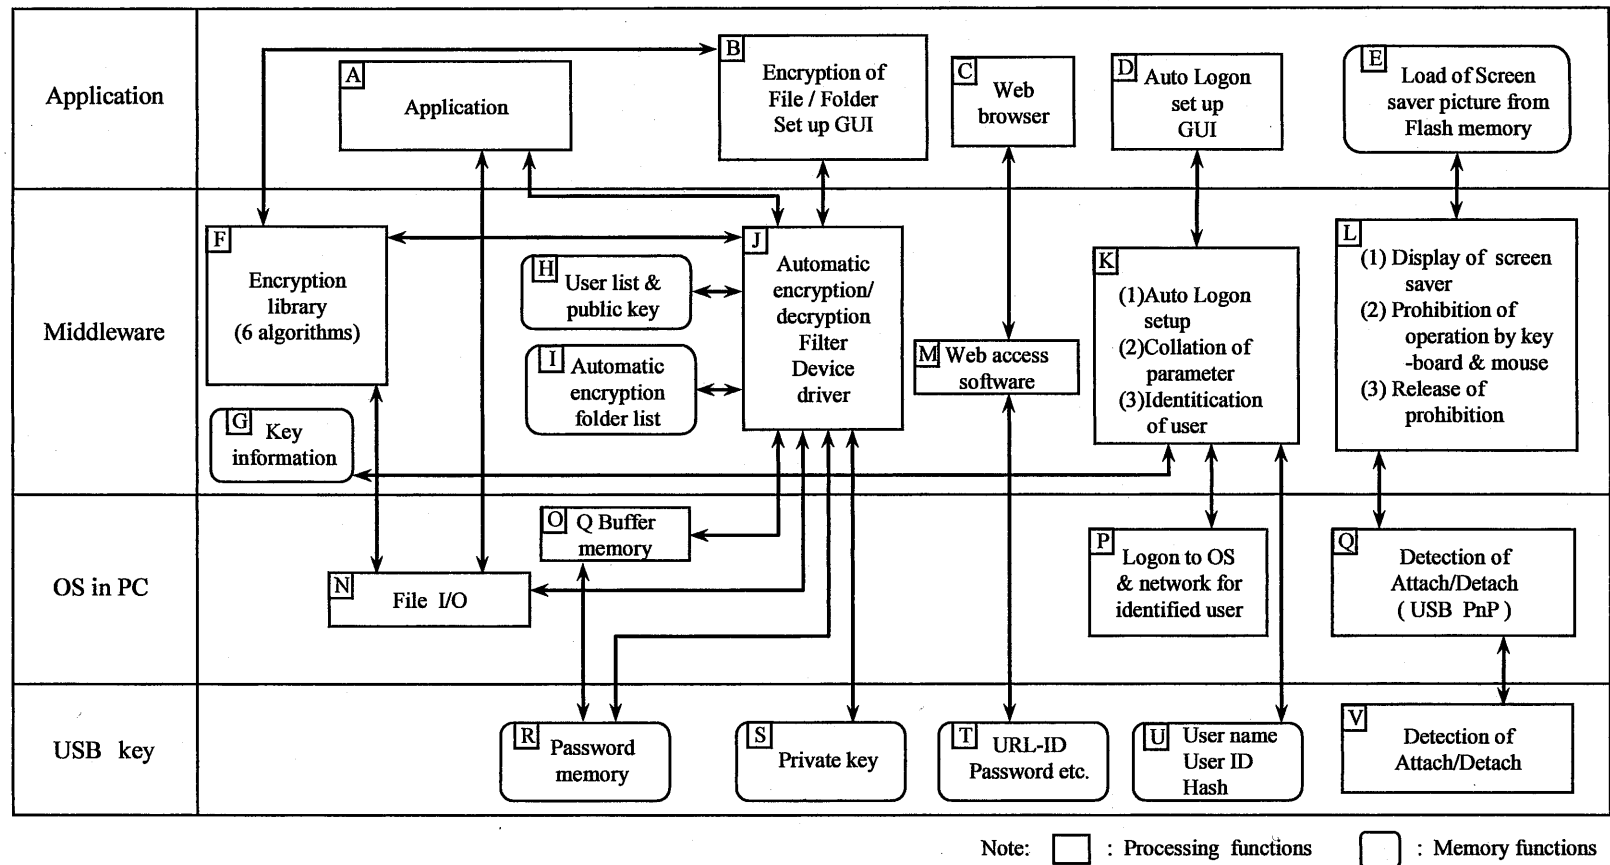 Application
A
Application
B
Encryption of
File / Folder
Set up GUI
C
Web
browser
D
Auto Logon
set up
GUI
E
Load of Screen
saver picture from
Flash memory
Middleware
F
Encryption
library
(6 algorithms)
G
Key
information
H
User list &
public key
I
Automatic
encryption
folder list
J
Automatic
encryption/
decryption
Filter
Device
driver
M
Web access
software
K
(1)Auto Logon
setup
(2)Collation of
parameter
(3)Identitication
of user
L
(1) Display of screen
saver
(2) Prohibition of
operation by key
-board & mouse
(3) Release of
prohibition
OS in PC
N
File I/O
O
Q Buffer
memory
P
Logon to OS
& network for
identified user
Q
Detection of
Attach/Detach
( USB PnP )
USB key
R
Password
memory
S
Private key
T
URL-ID
Password etc.
U
User name
User ID
Hash
V
Detection of
Attach/Detach
Note: : Processing functions : Memory functions